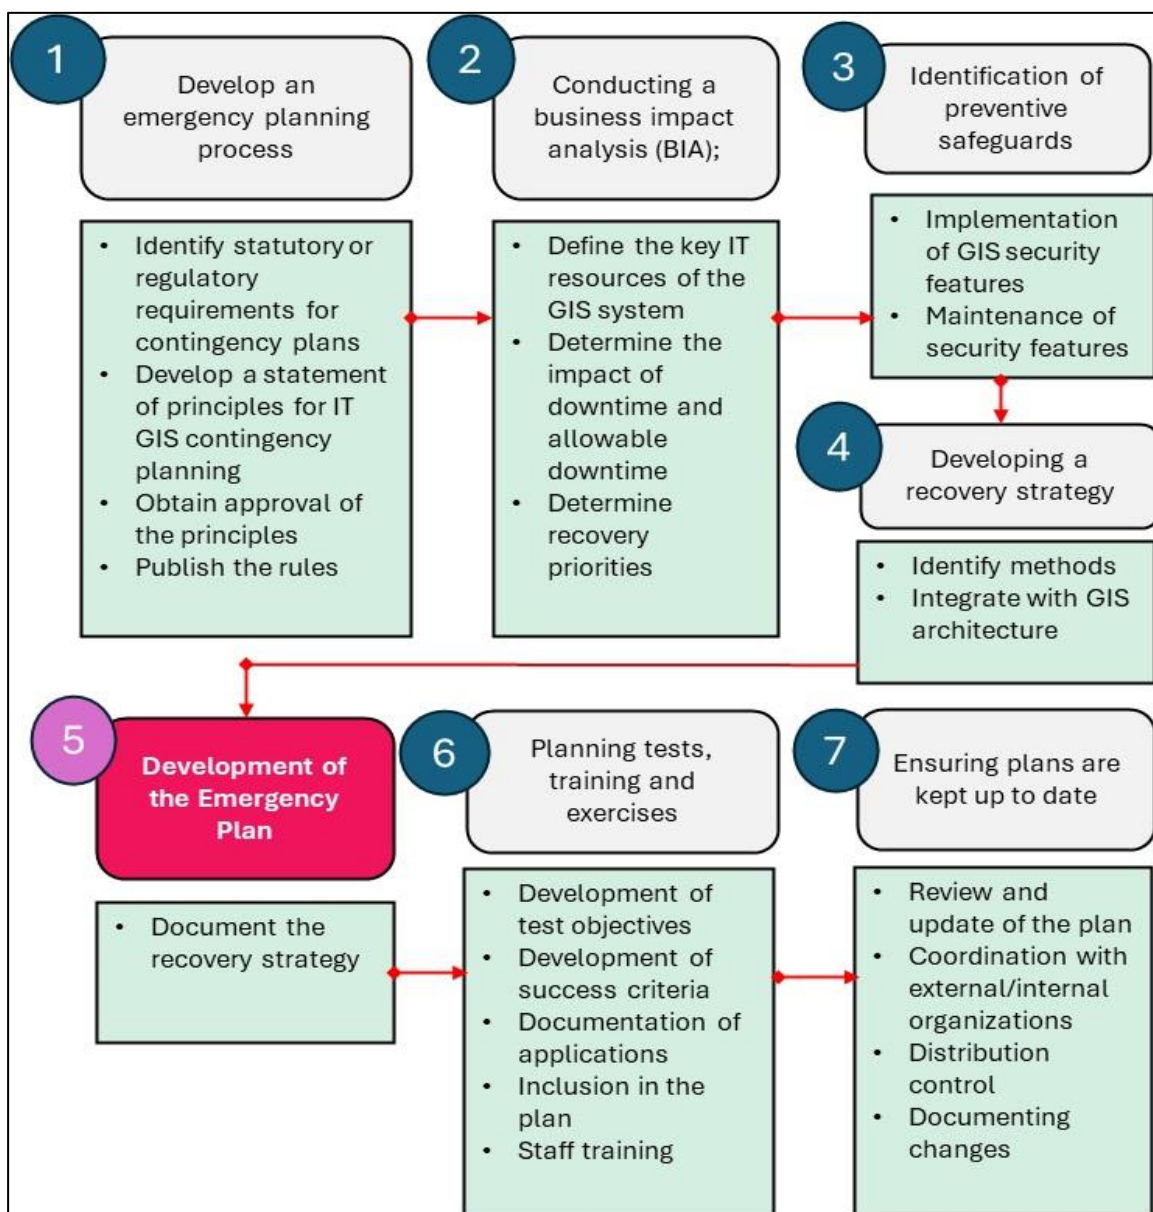 1
Develop an
emergency planning
process
• Identify statutory or
regulatory
requirements for
contingency plans
• Develop a statement
of principles for IT
GIS contingency
planning
• Obtain approval of
the principles
• Publish the rules
2
Conducting a
business impact
analysis (BIA);
• Define the key IT
resources of the
GIS system
• Determine the
impact of
downtime and
allowable
downtime
• Determine
recovery
priorities
3
Identification of
preventive
safeguards
• Implementation
of GIS security
features
• Maintenance of
security features
4
Developing a
recovery strategy
• Identify methods
• Integrate with GIS
architecture
5
Development of
the Emergency
Plan
• Document the
recovery strategy
6
Planning tests,
training and
exercises
• Development of
test objectives
• Development of
success criteria
• Documentation of
applications
• Inclusion in the
plan
• Staff training
7
Ensuring plans are
kept up to date
• Review and
update of the plan
• Coordination with
external/internal
organizations
• Distribution
control
• Documenting
changes